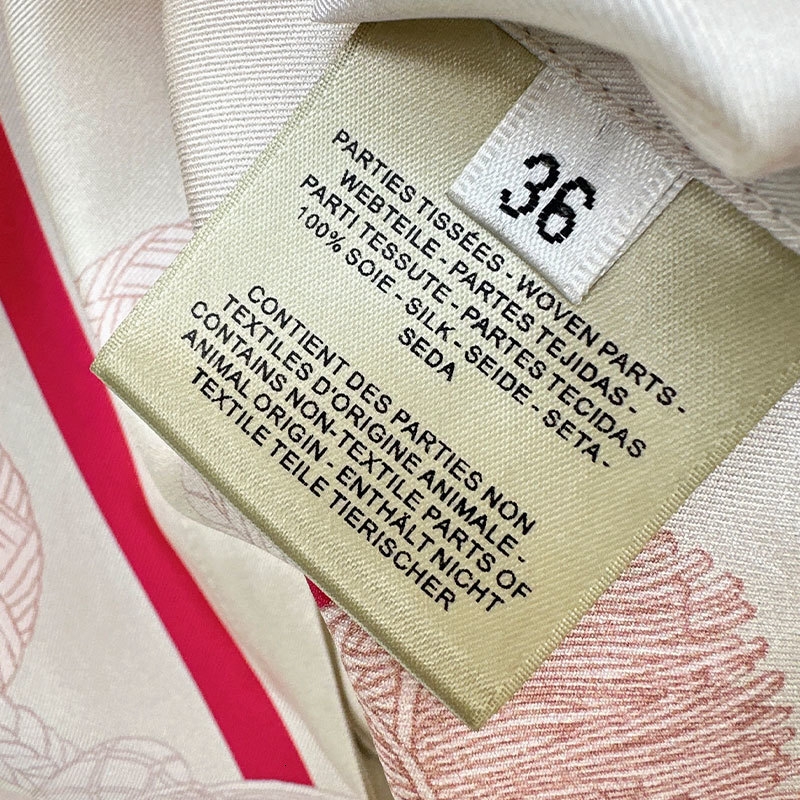 36
PARTIES TISSÉES - WOVEN PARTS -
WEBTEILE - PARTES TEJIDAS -
PARTI TESSUTE - PARTES TECIDAS
100% SOIE - SILK - SEIDE - SETA -
SEDA
CONTIENT DES PARTIES NON
TEXTILES D'ORIGINE ANIMALE -
CONTAINS NON-TEXTILE PARTS OF
ANIMAL ORIGIN - ENTHÄLT NICHT
TEXTILE TEILE TIERISCHER